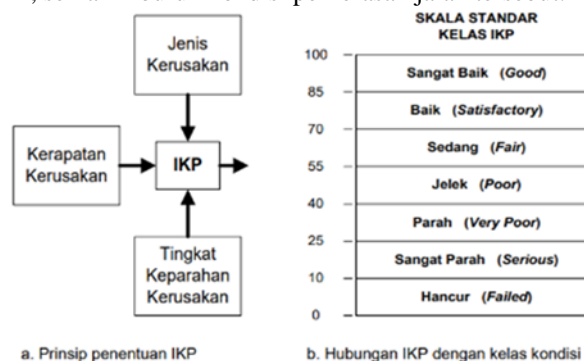 Jenis
Kerusakan
Kerapatan
Kerusakan
IKP
Tingkat
Keparahan
Kerusakan
a. Prinsip penentuan IKP
SKALA STANDAR
KELAS IKP
100
Sangat Baik (Good)
85
Baik (Satisfactory)
70
Sedang (Fair)
55
Jelek (Poor)
40
Parah (Very Poor)
25
Sangat Parah (Serious)
10
Hancur (Failed)
0
b. Hubungan IKP dengan kelas kondisi